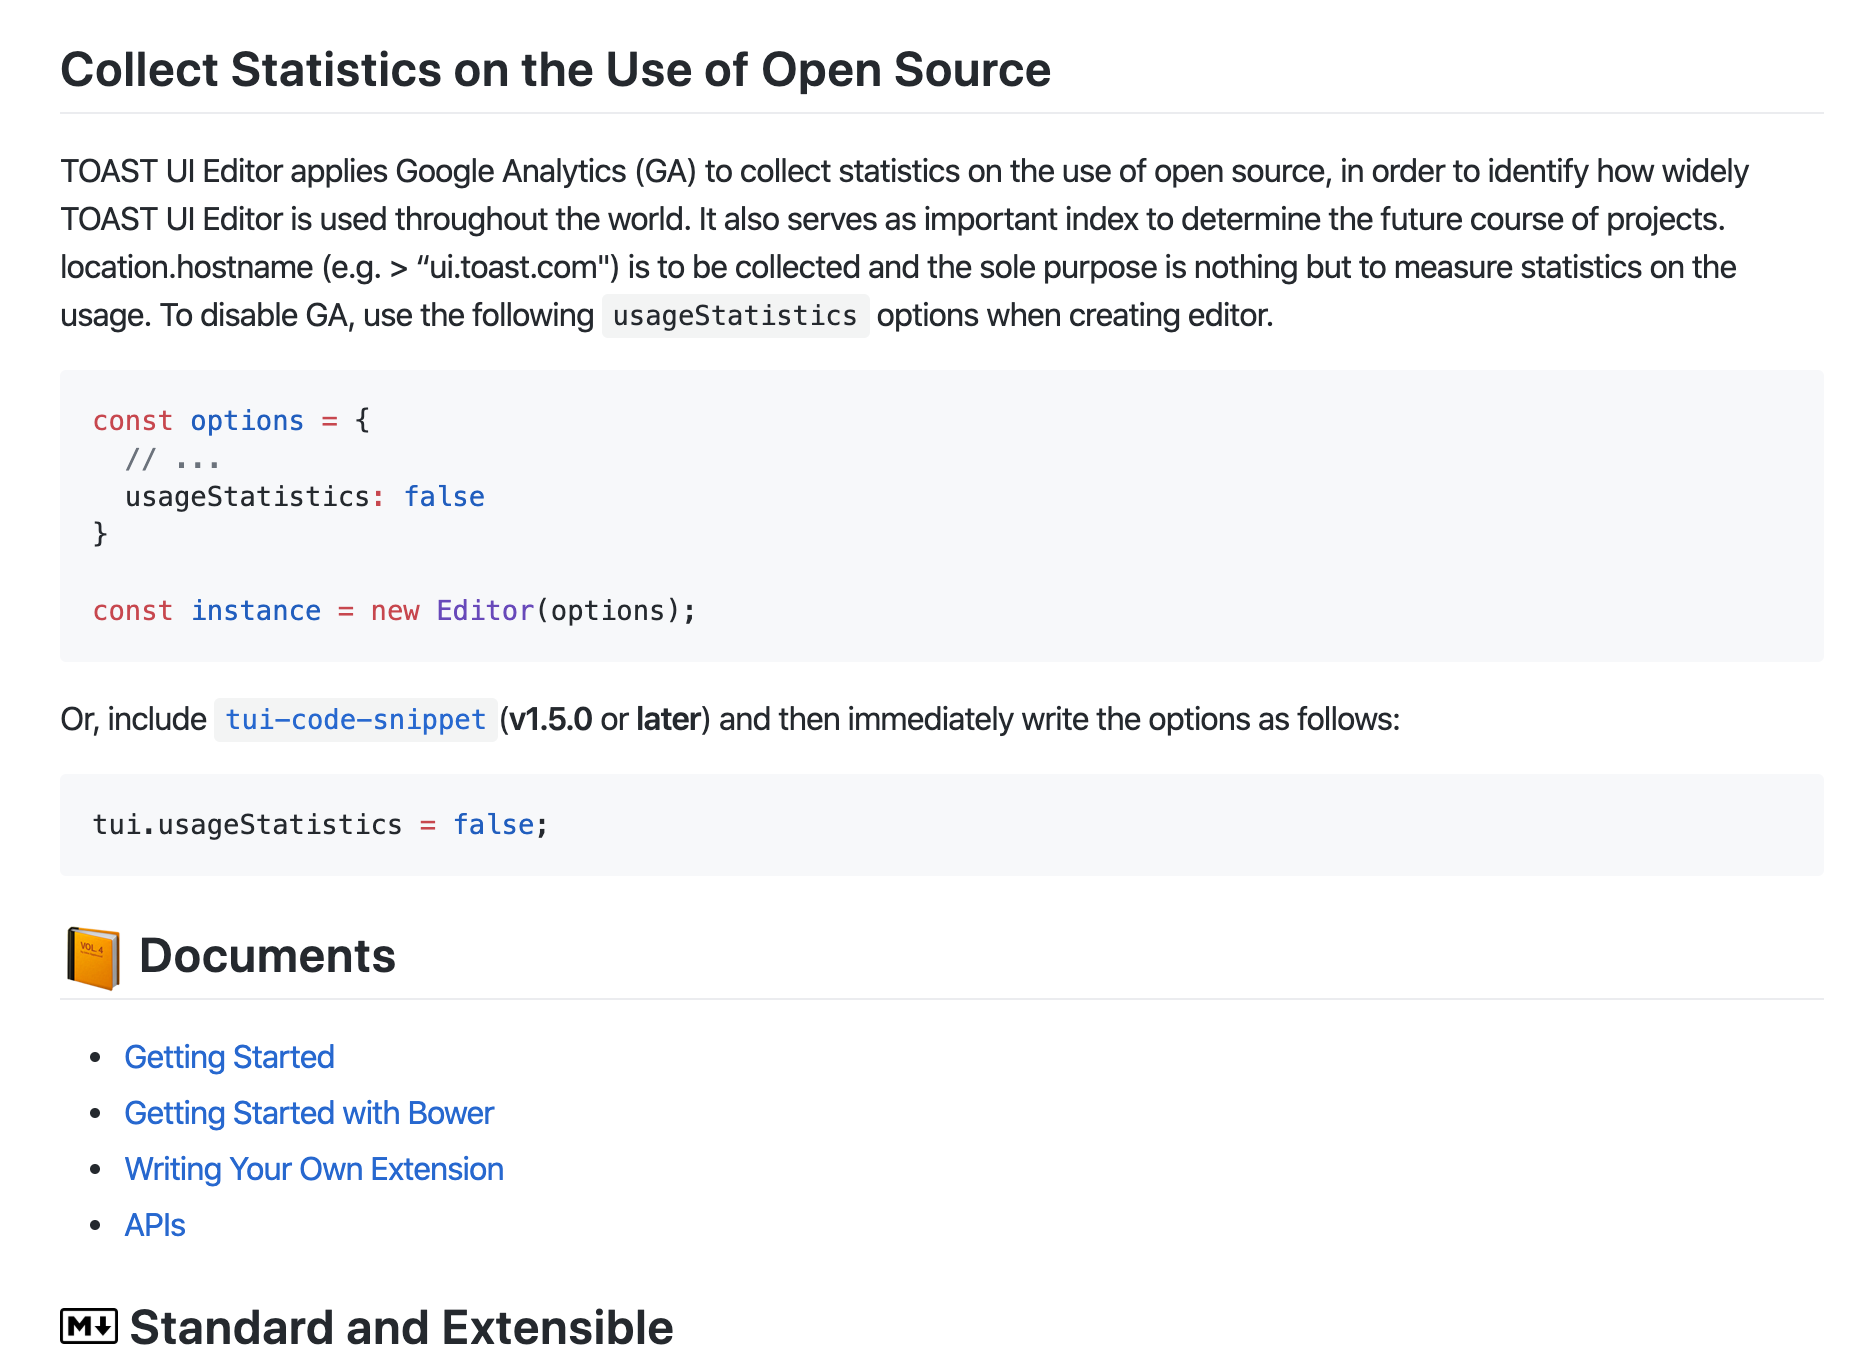 Collect Statistics on the Use of Open Source
TOAST UI Editor applies Google Analytics (GA) to collect statistics on the use of open source, in order to identify how widely
TOAST UI Editor is used throughout the world. It also serves as important index to determine the future course of projects.
location.hostname (e.g. > “ui.toast.com") is to be collected and the sole purpose is nothing but to measure statistics on the
usage. To disable GA, use the following usageStatistics options when creating editor.
const options = {
  // ...
  usageStatistics: false
}
const instance = new Editor(options);
Or, include tui-code-snippet(v1.5.0 or later) and then immediately write the options as follows:
tui.usageStatistics = false;
VOL. 4
Documents
• Getting Started
• Getting Started with Bower
• Writing Your Own Extension
• APIs
M↓ Standard and Extensible